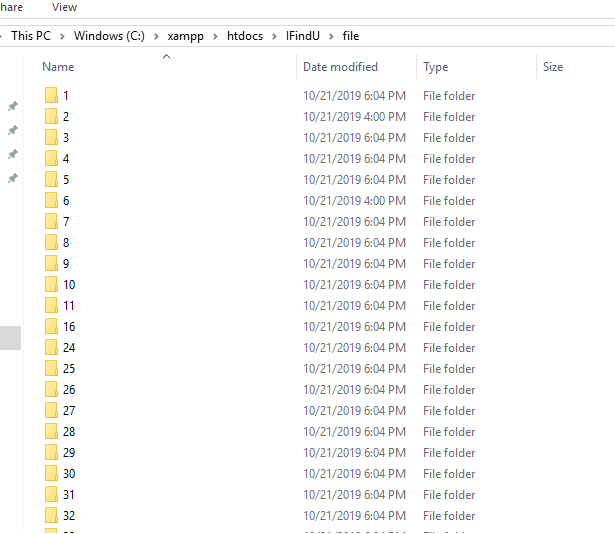 hare View
This PC > Windows (C:) > xampp > htdocs > IFindU > file
Name Date modified Type Size
1 10/21/2019 6:04 PM File folder
2 10/21/2019 4:00 PM File folder
3 10/21/2019 6:04 PM File folder
4 10/21/2019 6:04 PM File folder
5 10/21/2019 6:04 PM File folder
6 10/21/2019 4:00 PM File folder
7 10/21/2019 6:04 PM File folder
8 10/21/2019 6:04 PM File folder
9 10/21/2019 6:04 PM File folder
10 10/21/2019 6:04 PM File folder
11 10/21/2019 6:04 PM File folder
16 10/21/2019 6:04 PM File folder
24 10/21/2019 6:04 PM File folder
25 10/21/2019 6:04 PM File folder
26 10/21/2019 6:04 PM File folder
27 10/21/2019 6:04 PM File folder
28 10/21/2019 6:04 PM File folder
29 10/21/2019 6:04 PM File folder
30 10/21/2019 6:04 PM File folder
31 10/21/2019 6:04 PM File folder
32 10/21/2019 6:04 PM File folder